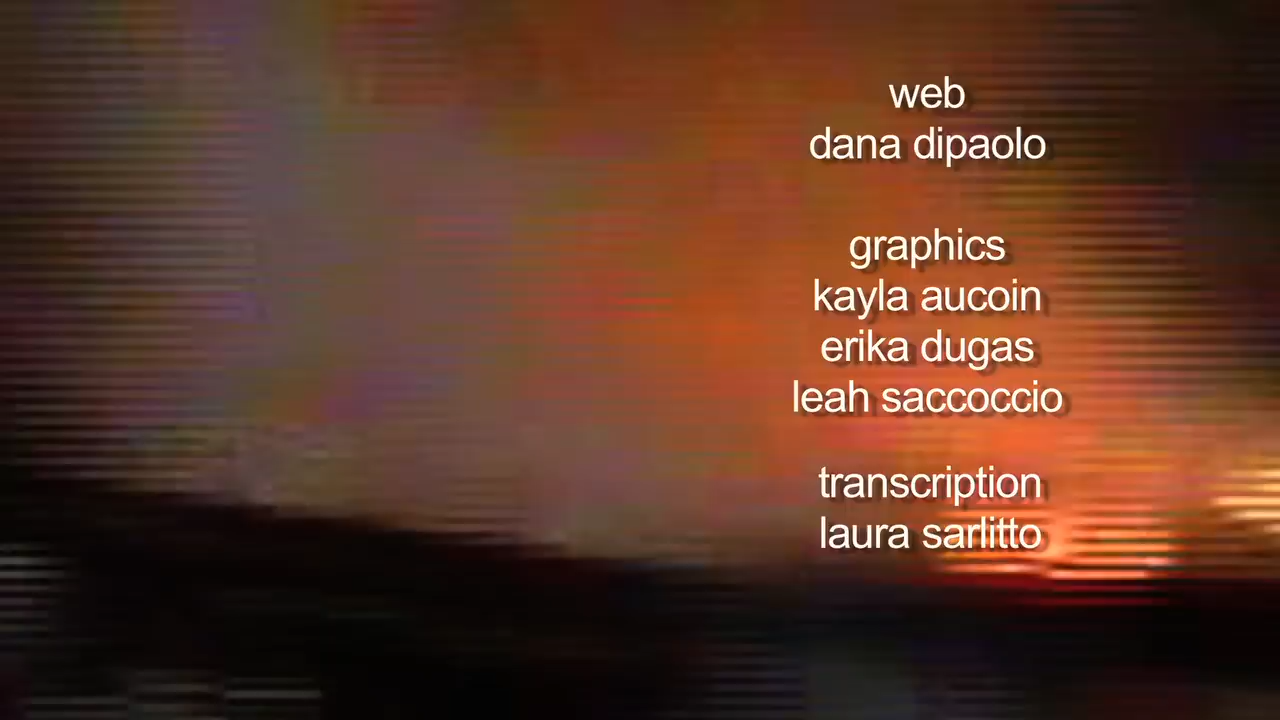 web
dana dipaolo
graphics
kayla aucoin
erika dugas
leah saccoccio
transcription
laura sarlitto